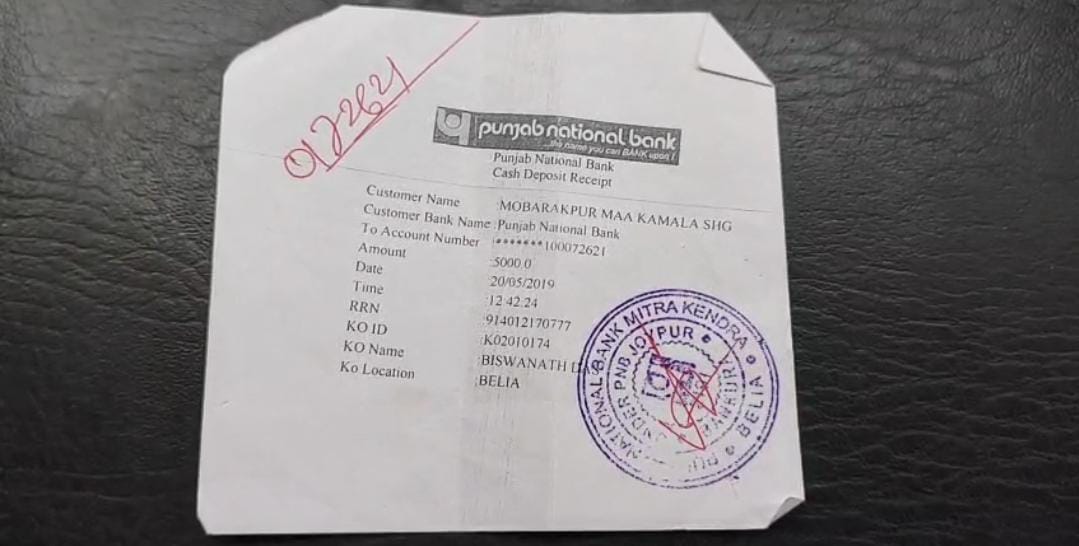 072621
punjab national bank
...the name you can BANK upon !
Punjab National Bank
Cash Deposit Receipt
Customer Name :MOBARAKPUR MAA KAMALA SHG
Customer Bank Name :Punjab National Bank
To Account Number :*******100072621
Amount :5000.0
Date :20/05/2019
Time :12:42:24
RRN :914012170777
KO ID :K02010174
KO Name :BISWANATH
Ko Location :BELIA
NATIONAL BANK MITRA KENDRA
BELIA
UNDER PNB JOYPUR